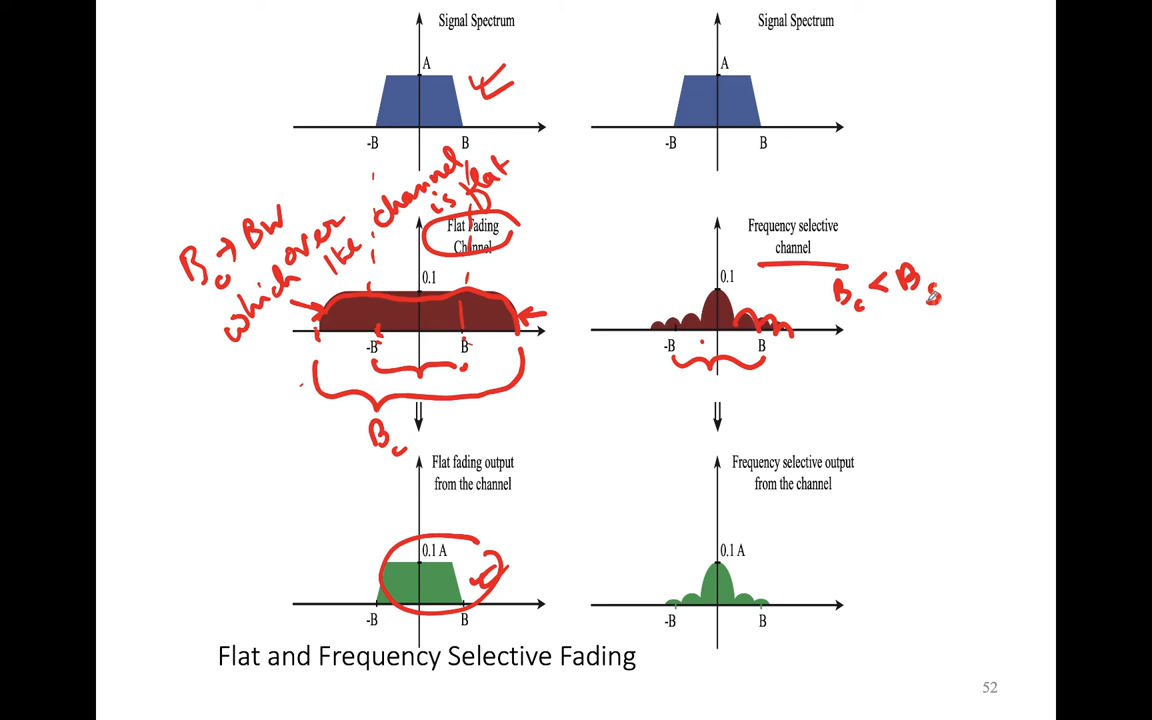 Signal Spectrum
Signal Spectrum
A
A
-B
B
-B
B
Bc → BW
over
which the channel
is flat
Flat fading
Channel
Frequency selective
channel
0.1
0.1
Bc < Bs
-B
B
-B
B
Bc
Flat fading output
from the channel
Frequency selective output
from the channel
0.1 A
0.1 A
-B
B
-B
B
Flat and Frequency Selective Fading
52